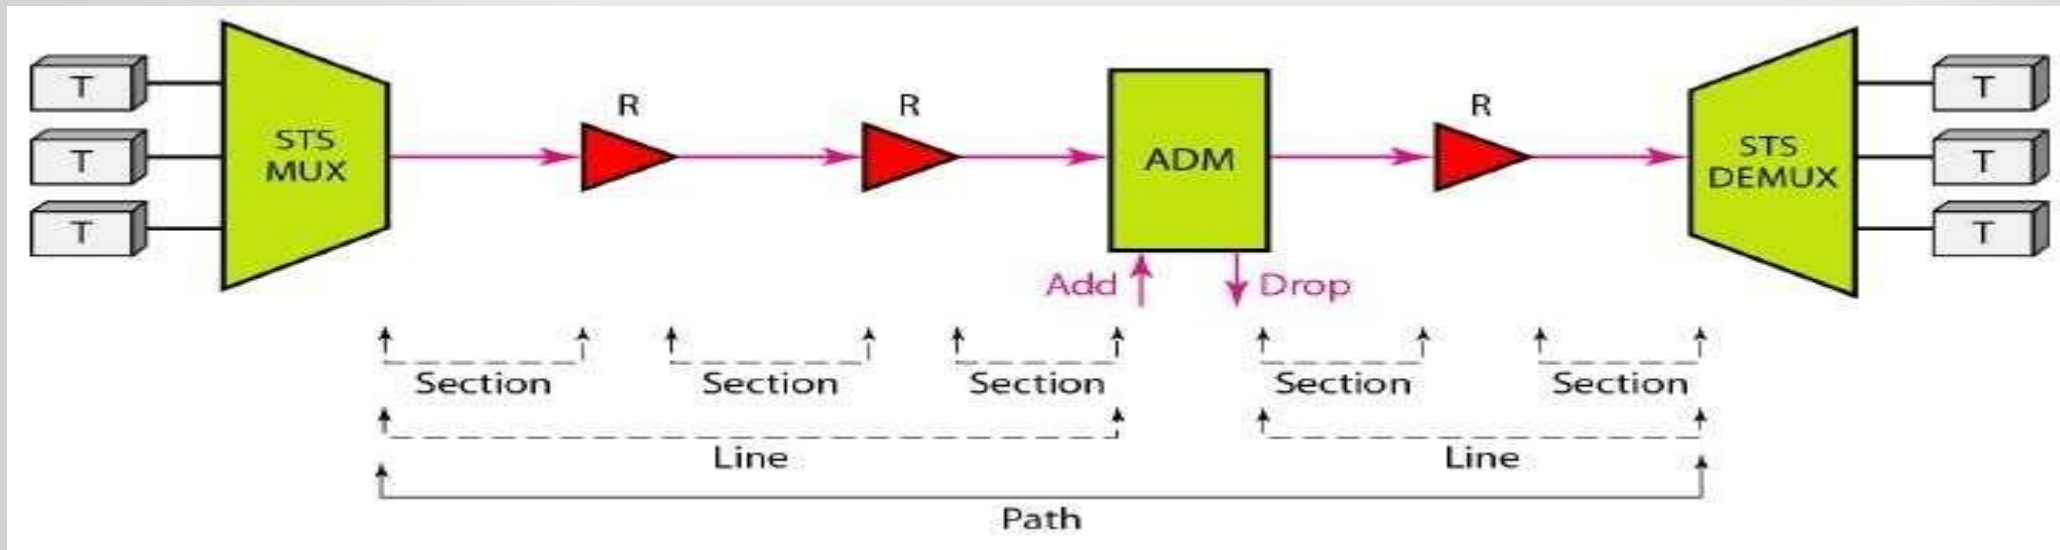 T
T
T
STS
MUX
R
R
ADM
Add
Drop
R
STS
DEMUX
T
T
T
Section
Section
Section
Section
Section
Line
Line
Path